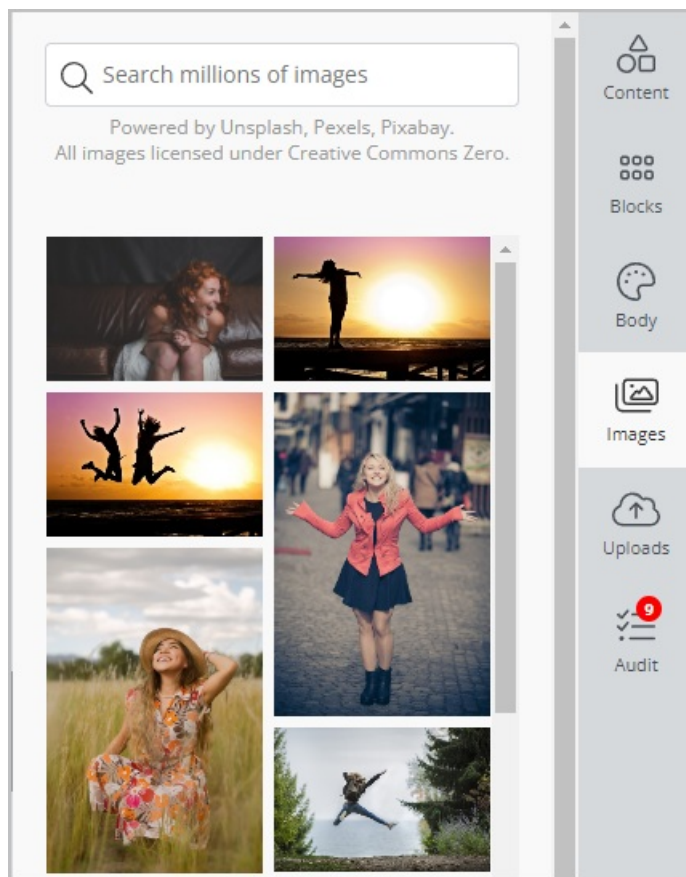 Search millions of images
Powered by Unsplash, Pexels, Pixabay.
All images licensed under Creative Commons Zero.
Content
Blocks
Body
Images
Uploads
9
Audit